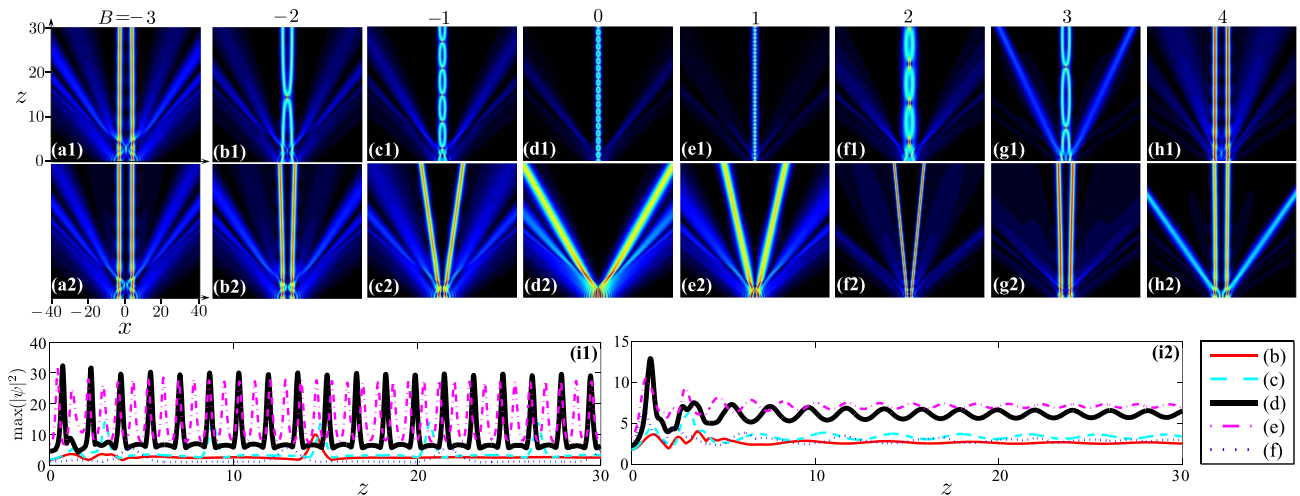 B=−3 −2 −1 0 1 2 3 4
30
20
z
10
0
(a1) (b1) (c1) (d1) (e1) (f1) (g1) (h1)
(a2) (b2) (c2) (d2) (e2) (f2) (g2) (h2)
−40 −20 0 20 40
x
40 (i1) 15 (i2) (b)
30 (c)
max(|ψ|²) 20 10 (d)
10 5 (e)
0 0 (f)
0 10 20 30 0 10 20 30
z z